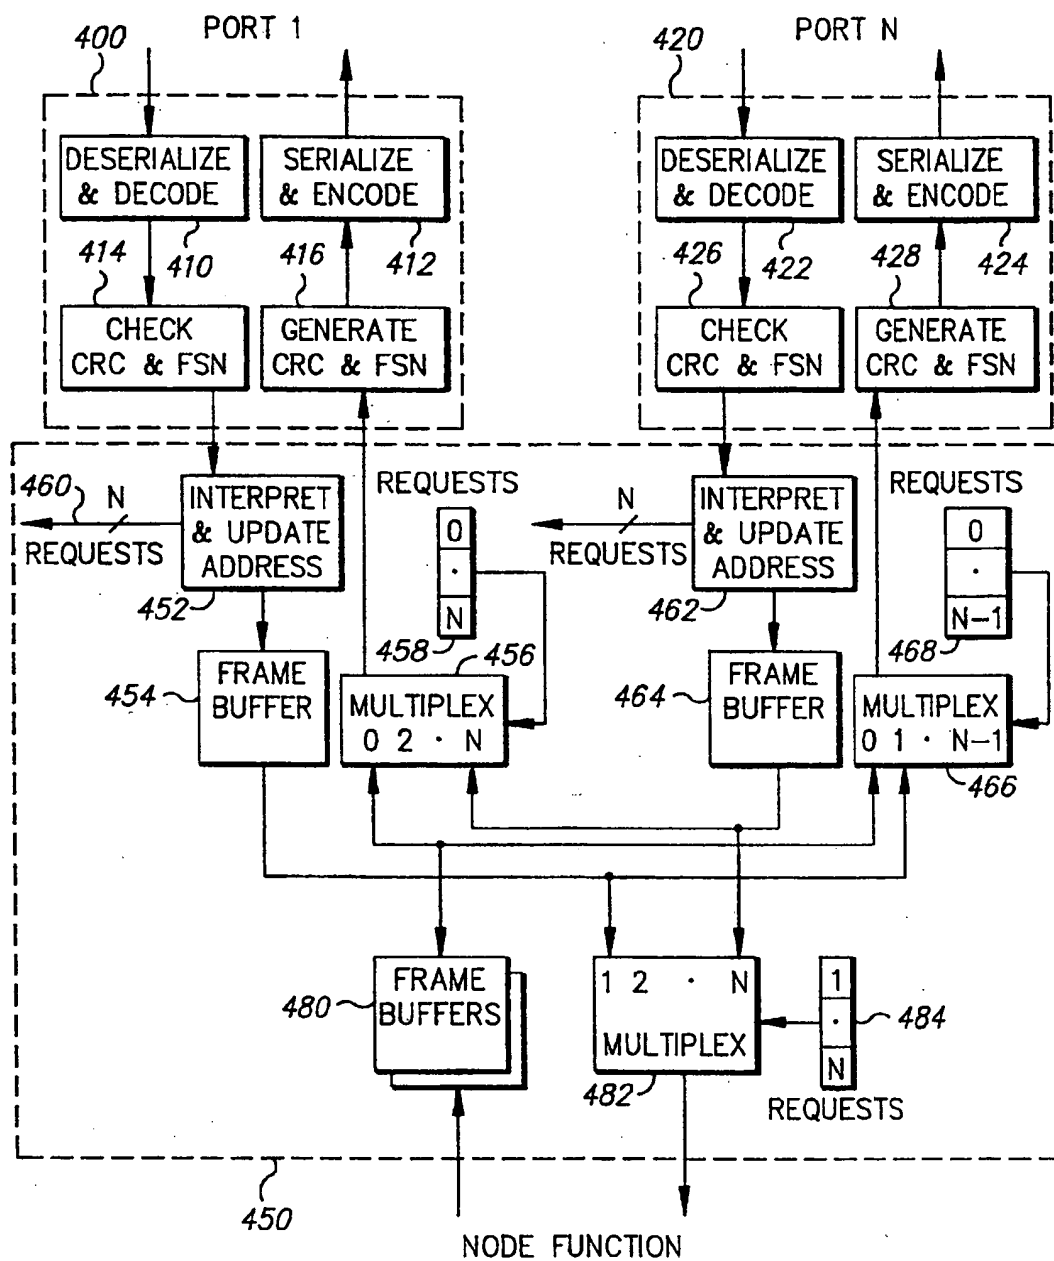 PORT 1
PORT N
400
420
DESERIALIZE
& DECODE
SERIALIZE
& ENCODE
DESERIALIZE
& DECODE
SERIALIZE
& ENCODE
414
410
416
412
426
422
428
424
CHECK
CRC & FSN
GENERATE
CRC & FSN
CHECK
CRC & FSN
GENERATE
CRC & FSN
460
N
REQUESTS
INTERPRET
& UPDATE
ADDRESS
452
REQUESTS
0
·
N
458
N
REQUESTS
INTERPRET
& UPDATE
ADDRESS
462
REQUESTS
0
·
N-1
468
454
FRAME
BUFFER
456
MULTIPLEX
0 2 · N
464
FRAME
BUFFER
MULTIPLEX
0 1 · N-1
466
480
FRAME
BUFFERS
1 2 · N
MULTIPLEX
482
1
·
N
484
REQUESTS
450
NODE FUNCTION